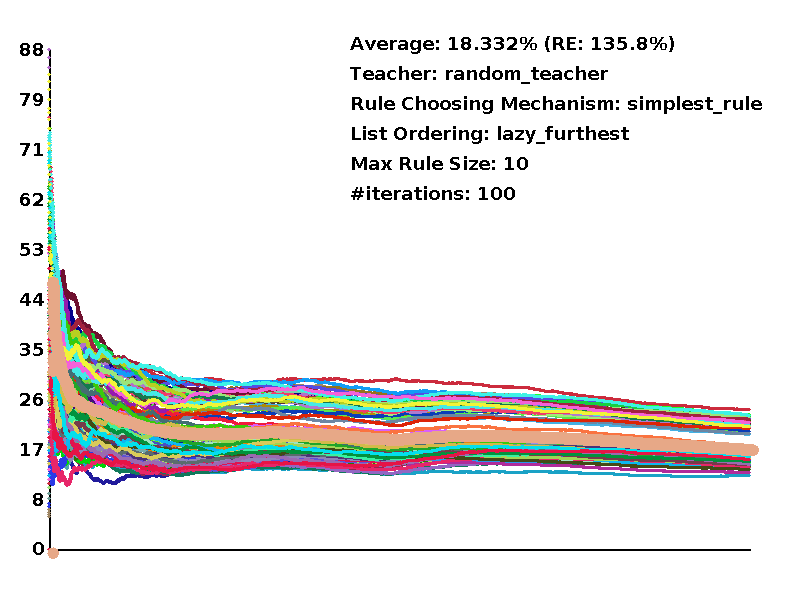 Average: 18.332% (RE: 135.8%)
Teacher: random_teacher
Rule Choosing Mechanism: simplest_rule
List Ordering: lazy_furthest
Max Rule Size: 10
#iterations: 100
88
79
71
62
53
44
35
26
17
8
0